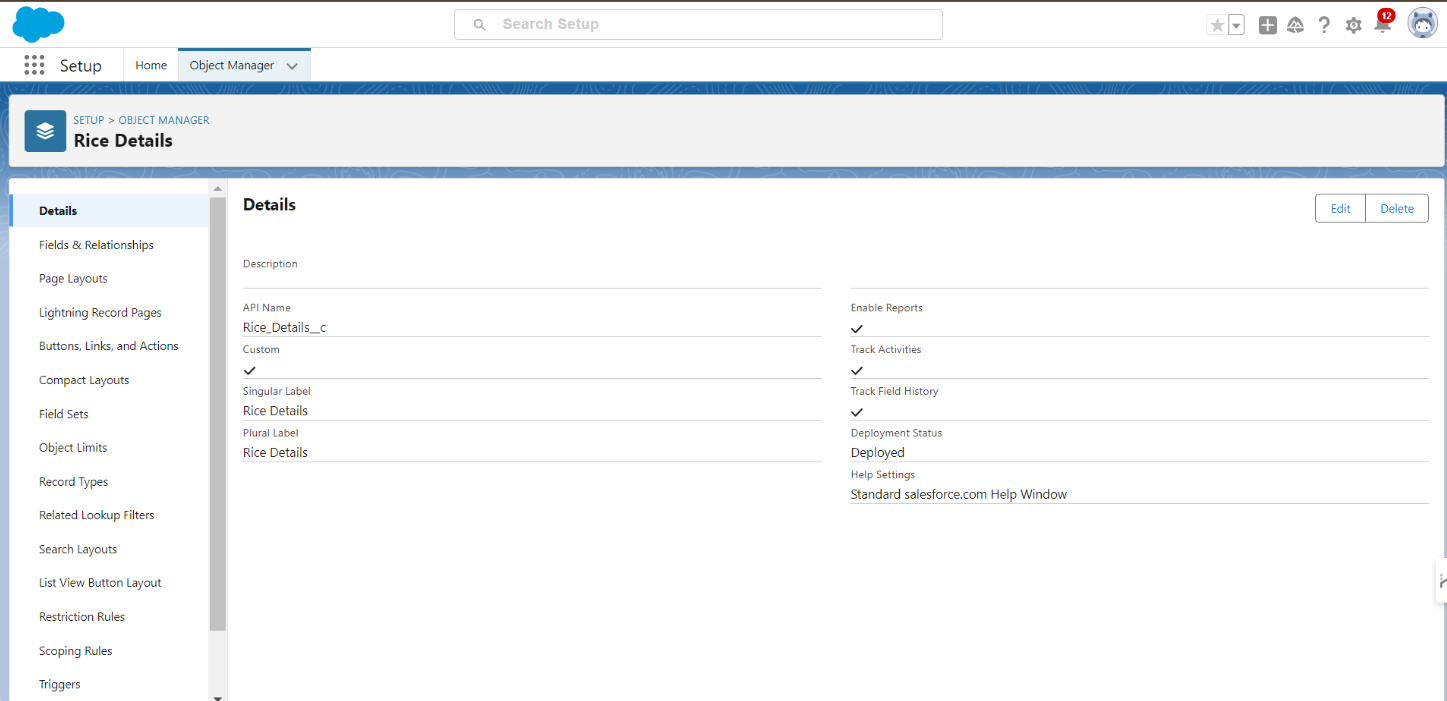 Search Setup
12
Setup
Home
Object Manager
SETUP > OBJECT MANAGER
Rice Details
Details
Fields & Relationships
Page Layouts
Lightning Record Pages
Buttons, Links, and Actions
Compact Layouts
Field Sets
Object Limits
Record Types
Related Lookup Filters
Search Layouts
List View Button Layout
Restriction Rules
Scoping Rules
Triggers
Details
Edit
Delete
Description
API Name
Rice_Details__c
Custom
Singular Label
Rice Details
Plural Label
Rice Details
Enable Reports
Track Activities
Track Field History
Deployment Status
Deployed
Help Settings
Standard salesforce.com Help Window